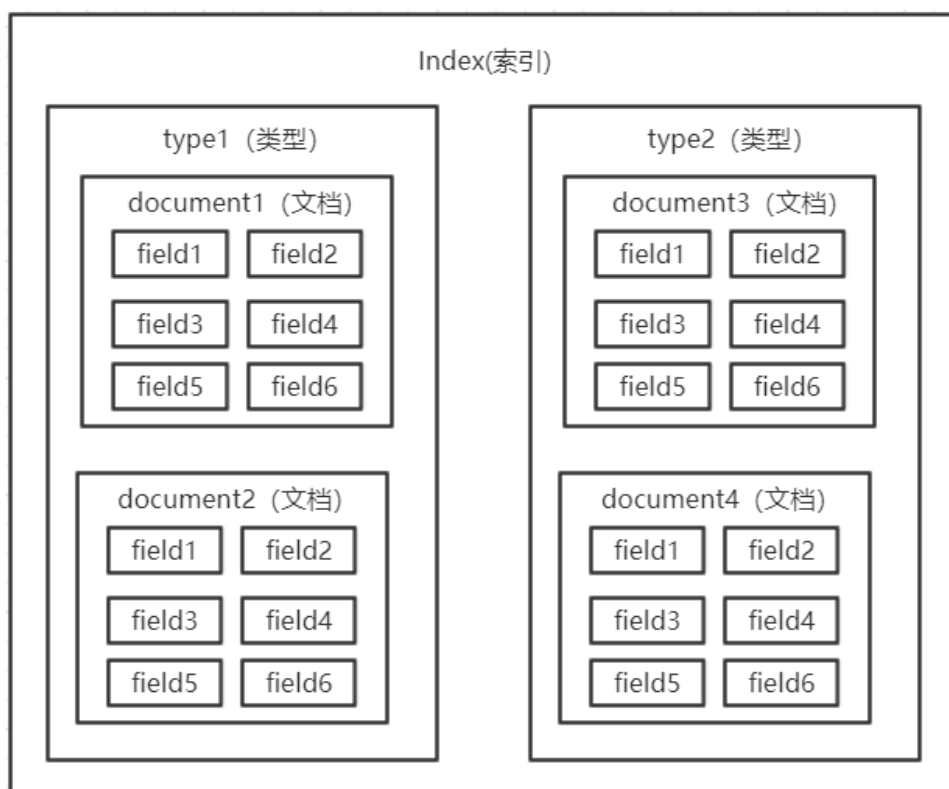 Index(索引)
type1（类型）
document1（文档）
field1 field2
field3 field4
field5 field6
document2（文档）
field1 field2
field3 field4
field5 field6
type2（类型）
document3（文档）
field1 field2
field3 field4
field5 field6
document4（文档）
field1 field2
field3 field4
field5 field6